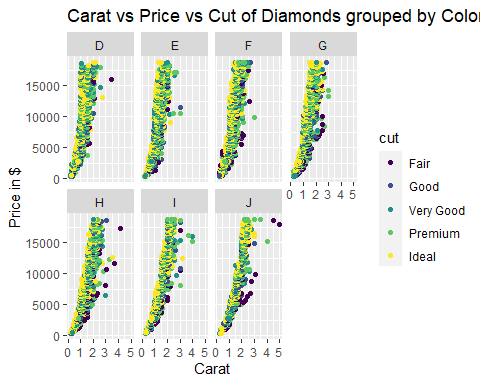 Carat vs Price vs Cut of Diamonds grouped by Color
D E F G
15000
10000
5000
0
0 1 2 3 4 5
H I J
15000
10000
5000
0
0 1 2 3 4 5 0 1 2 3 4 5 0 1 2 3 4 5
Price in $
Carat
cut
Fair
Good
Very Good
Premium
Ideal